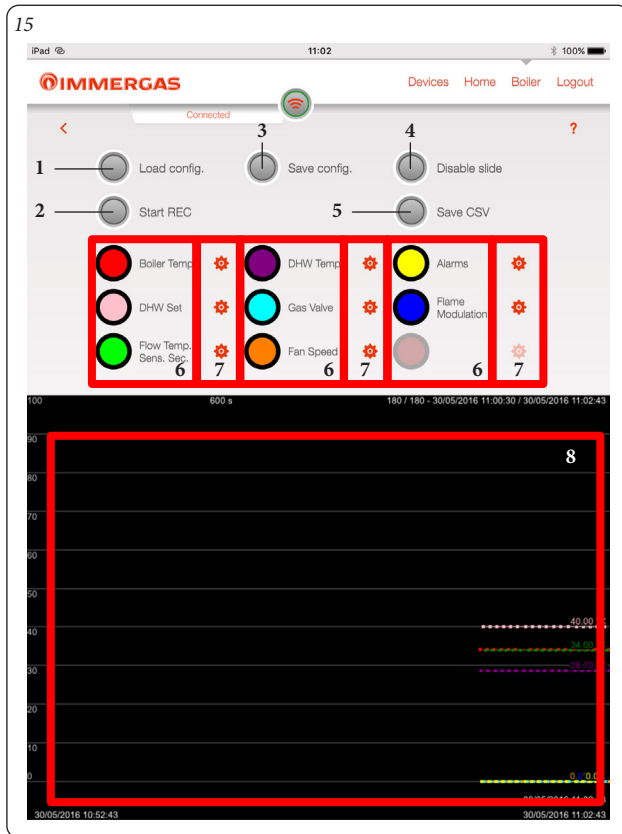 15
iPad 11:02 100%
IMMERGAS Devices Home Boiler Logout
Connected
< ?
3 4
1 Load config. Save config. Disable slide
2 Start REC 5 Save CSV
Boiler Temp DHW Temp Alarms
DHW Set Gas Valve Flame Modulation
Flow Temp. Sens. Sec. Fan Speed
6 7 6 7 6 7
100 600 s 180 / 180 - 30/05/2016 11:00:30 / 30/05/2016 11:02:43
90
8
80
70
60
50
40.00
40
34.00
30
28.70
20
10
0
30/05/2016 10:52:43 30/05/2016 11:02:43